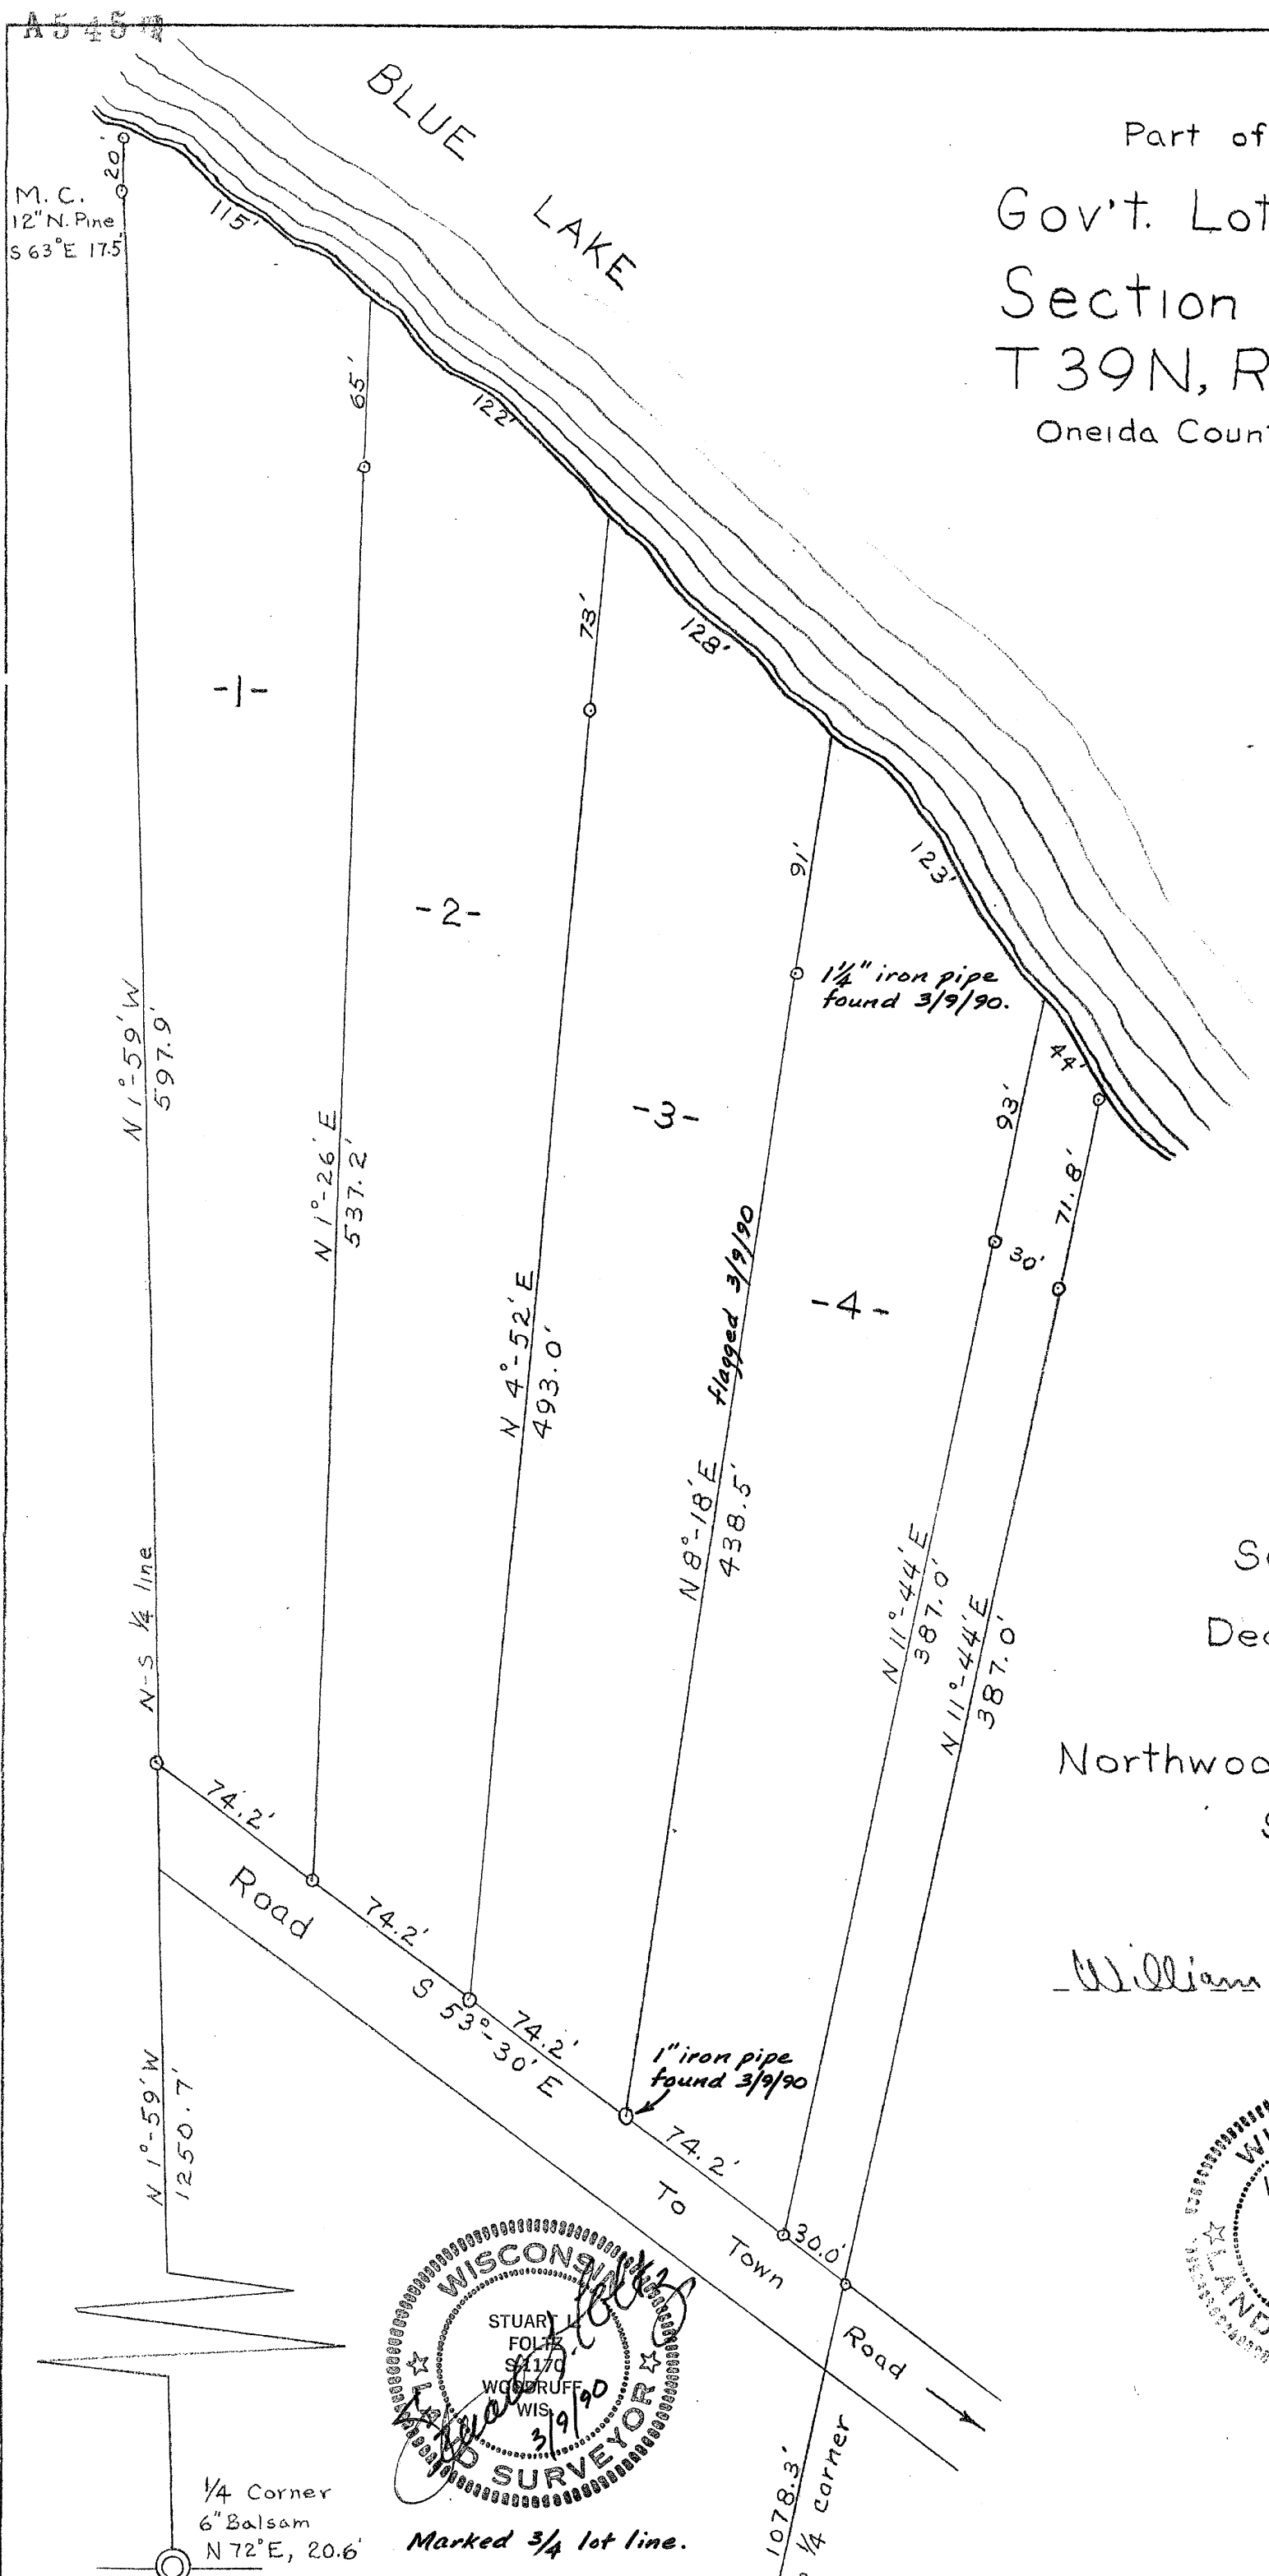 A545
BLUE
LAKE
Part of
Gov't. Lot
Section
T39N, R
Oneida Coun
M. C.
12" N. Pine
S 63°E 17.5'
20'
115'
65'
122'
73'
128'
91'
123'
1¼" iron pipe
found 3/9/90.
44'
93'
71.8'
30'
-1-
-2-
-3-
-4-
N 1°-59' W
597.9'
N 1°-26' E
537.2'
N 4°-52' E
493.0'
flagged 3/9/90
N 8°-18' E
438.5'
N 11°-44' E
387.0'
N 11°-44' E
387.0'
N-S ¼ line
Dec
Northwoo
William
74.2'
74.2'
74.2'
74.2'
30.0'
S 53°-30' E
Road
To
Town
Road
1" iron pipe
found 3/9/90
N 1°-59' W
1250.7'
WISCONSIN
LAND SURVEYOR
STUART L.
FOLTZ
S-1170
WOODRUFF
WIS.
3/9/90
WI
LAND
1078.3'
¼ corner
¼ Corner
6" Balsam
N 72°E, 20.6'
Marked ¾ lot line.